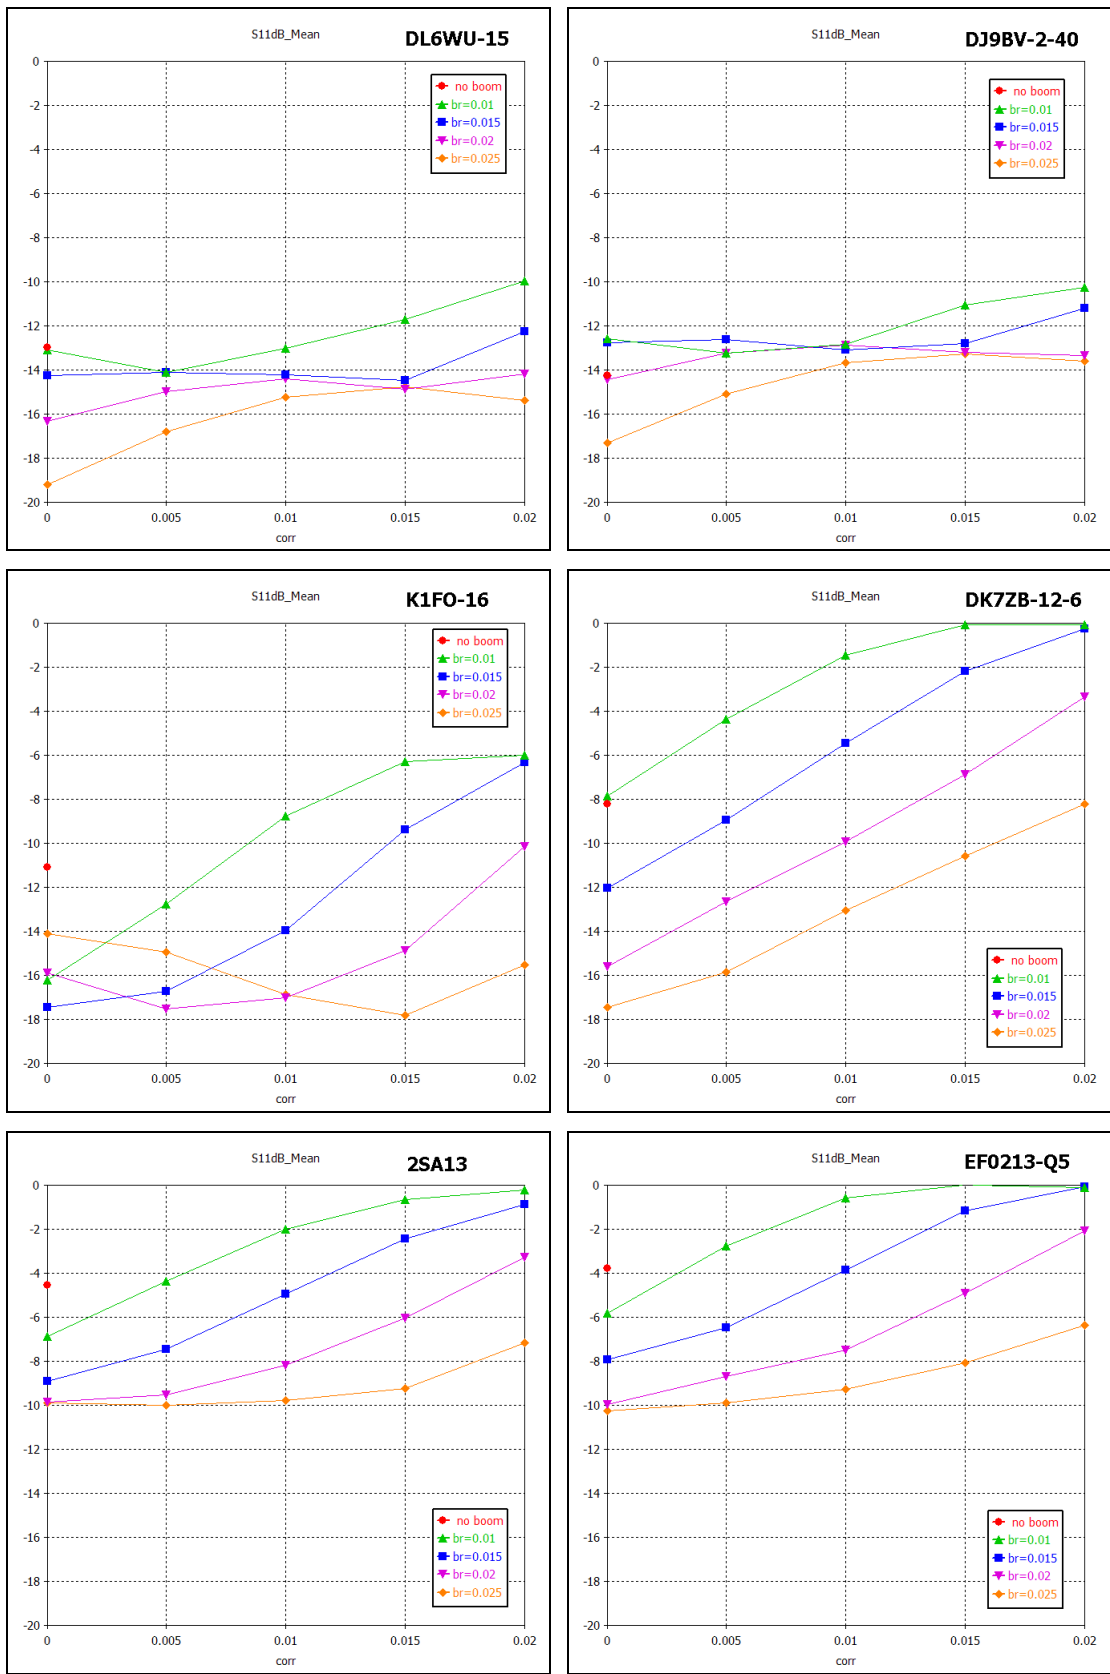 S11dB_Mean DL6WU-15
0
-2
-4
-6
-8
-10
-12
-14
-16
-18
-20
no boom
br=0.01
br=0.015
br=0.02
br=0.025
0 0.005 0.01 0.015 0.02
corr
S11dB_Mean DJ9BV-2-40
0
-2
-4
-6
-8
-10
-12
-14
-16
-18
-20
no boom
br=0.01
br=0.015
br=0.02
br=0.025
0 0.005 0.01 0.015 0.02
corr
S11dB_Mean K1FO-16
0
-2
-4
-6
-8
-10
-12
-14
-16
-18
-20
no boom
br=0.01
br=0.015
br=0.02
br=0.025
0 0.005 0.01 0.015 0.02
corr
S11dB_Mean DK7ZB-12-6
0
-2
-4
-6
-8
-10
-12
-14
-16
-18
-20
no boom
br=0.01
br=0.015
br=0.02
br=0.025
0 0.005 0.01 0.015 0.02
corr
S11dB_Mean 2SA13
0
-2
-4
-6
-8
-10
-12
-14
-16
-18
-20
no boom
br=0.01
br=0.015
br=0.02
br=0.025
0 0.005 0.01 0.015 0.02
corr
S11dB_Mean EF0213-Q5
0
-2
-4
-6
-8
-10
-12
-14
-16
-18
-20
no boom
br=0.01
br=0.015
br=0.02
br=0.025
0 0.005 0.01 0.015 0.02
corr